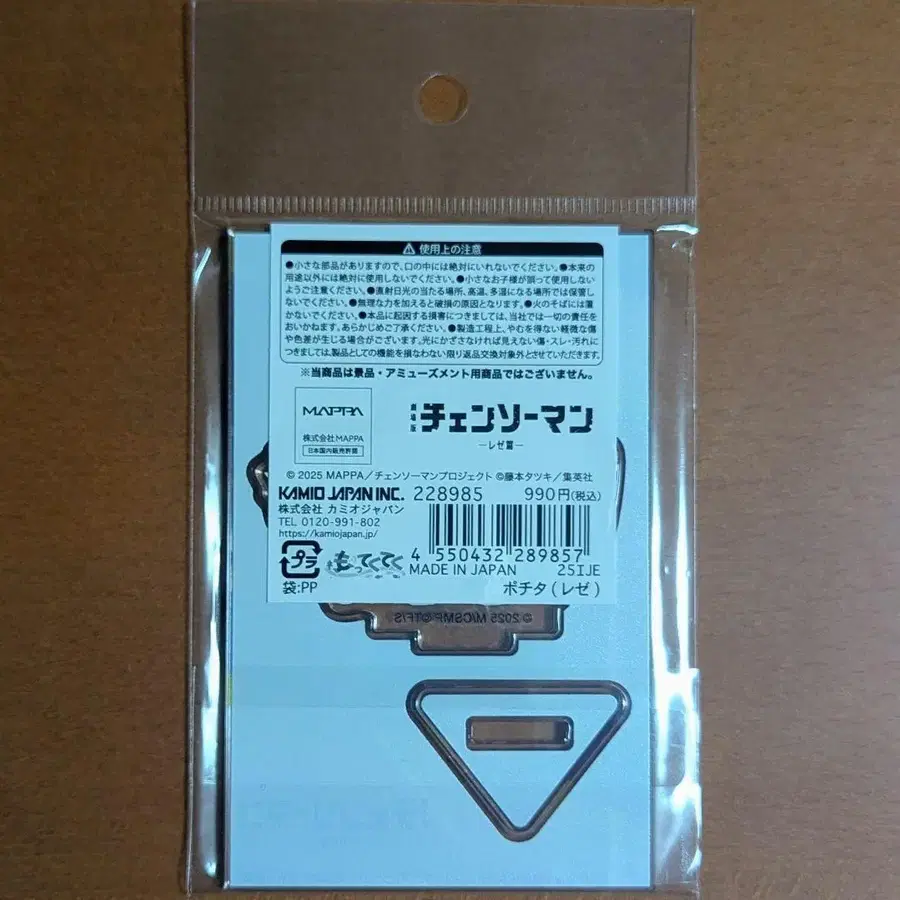 ⚠使用上の注意
●小さな部品がありますので、口の中には絶対にいれないでください。●本来の
用途以外には絶対に使用しないでください。●小さなお子様が誤って使用しない
ようご注意ください。●直射日光の当たる場所、高温、多湿になる場所では保管し
ないでください。●無理な力を加えると破損の原因となります。●火のそばには置
かないでください。●本品に起因する損害につきましては、当社では一切の責任を
おいかねます。あらかじめご了承ください。●製造工程上、やむを得ない軽微な傷
や色差が生じる場合がございます。光にかざさなければ見えない傷・スレ・汚れに
つきましては、製品としての機能を損なわない限り返品交換対象外とさせていただきます。
※当商品は景品・アミューズメント用商品ではございません。
MAPPA
株式会社MAPPA
日本国内販売許諾
劇場版 チェンソーマン
―レゼ篇―
© 2025 MAPPA／チェンソーマンプロジェクト ©藤本タツキ／集英社
KAMIO JAPAN INC. 228985 990円(税込)
株式会社 カミオジャパン
TEL 0120-991-802
https://kamiojapan.jp/
4 550432 289857
プラ もってくてく MADE IN JAPAN 25IJE
袋:PP ポチタ(レゼ)
© 2025 M/CSMP ©TF/S